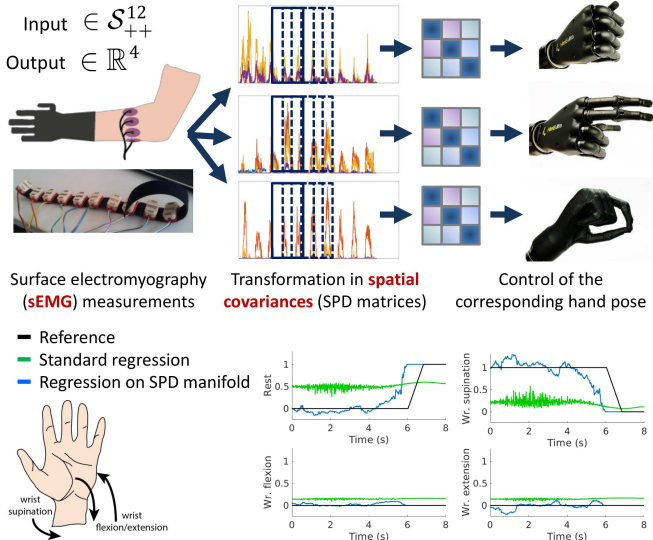 Input ∈ 𝒮₊₊¹²
Output ∈ ℝ⁴
Surface electromyography
(sEMG) measurements
Transformation in spatial
covariances (SPD matrices)
Control of the
corresponding hand pose
Reference
Standard regression
Regression on SPD manifold
wrist
supination
wrist
flexion/extension
Rest
1
0.5
0
0 2 4 6 8
Time (s)
Wr. supination
1
0.5
0
0 2 4 6 8
Time (s)
Wr. flexion
1
0.5
0
0 2 4 6 8
Time (s)
Wr. extension
1
0.5
0
0 2 4 6 8
Time (s)